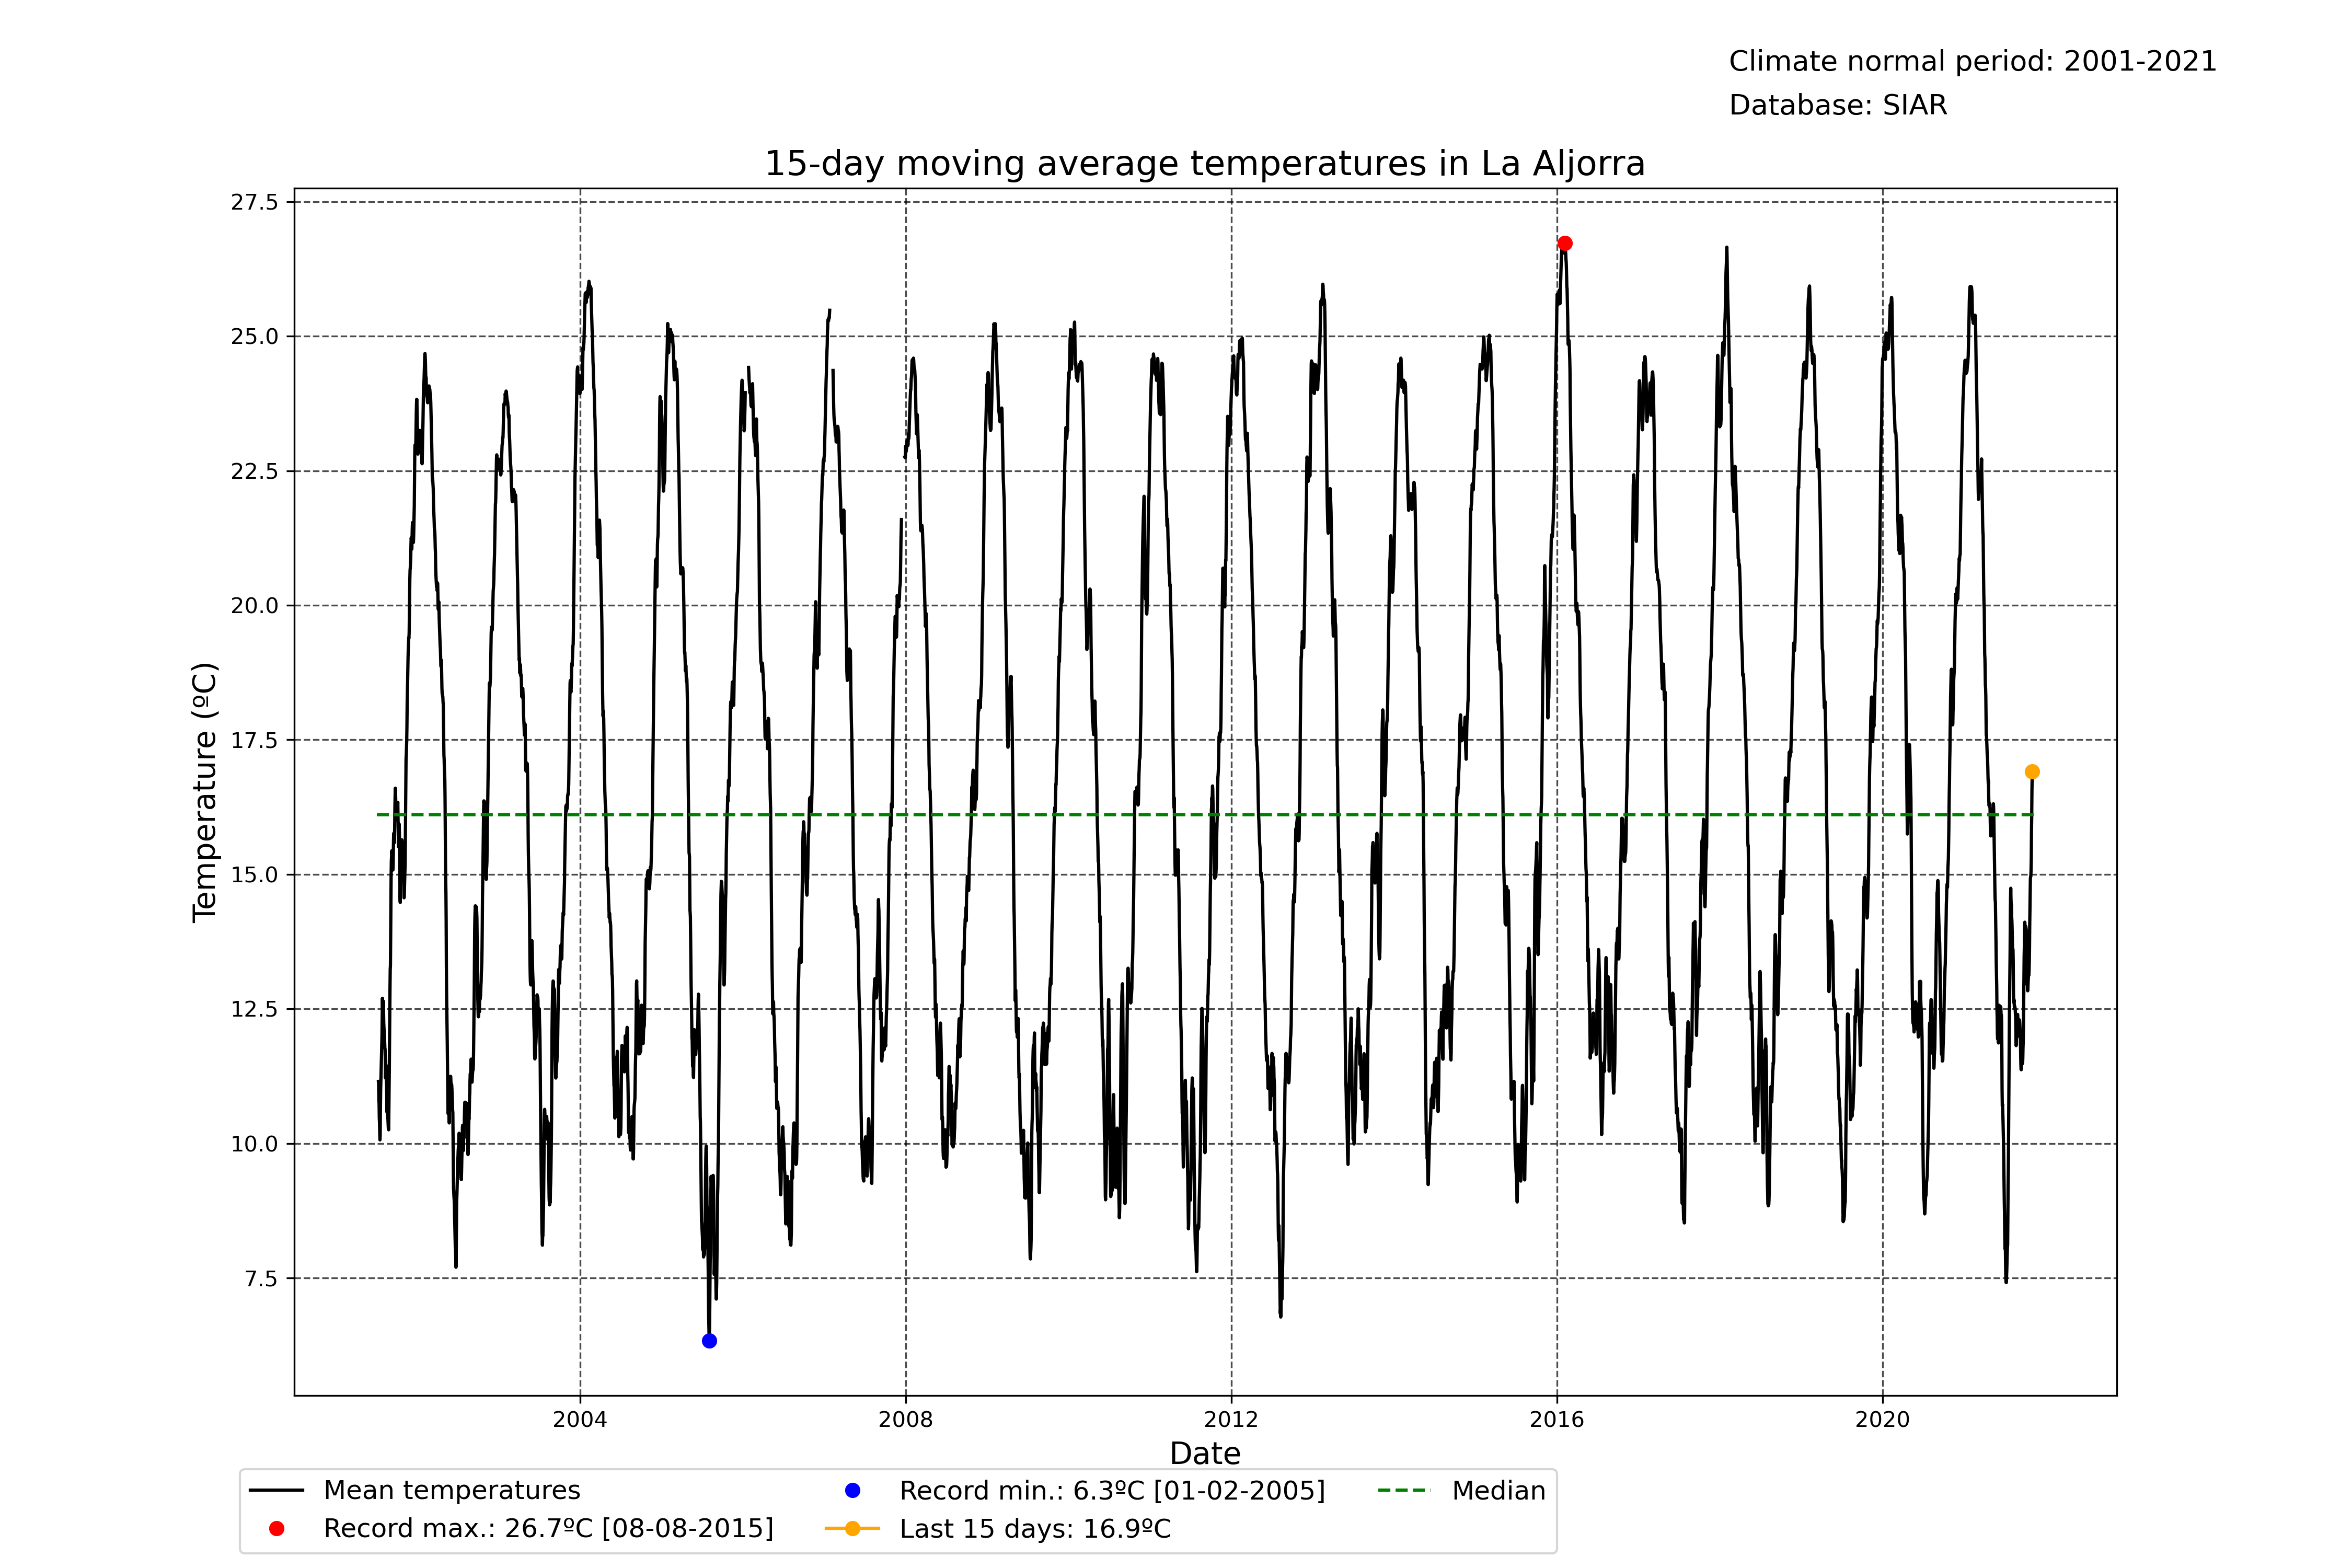 Climate normal period: 2001-2021
Database: SIAR
15-day moving average temperatures in La Aljorra
27.5
25.0
22.5
20.0
17.5
15.0
12.5
10.0
7.5
Temperature (ºC)
2004 2008 2012 2016 2020
Date
Mean temperatures
Record max.: 26.7ºC [08-08-2015]
Record min.: 6.3ºC [01-02-2005]
Last 15 days: 16.9ºC
Median